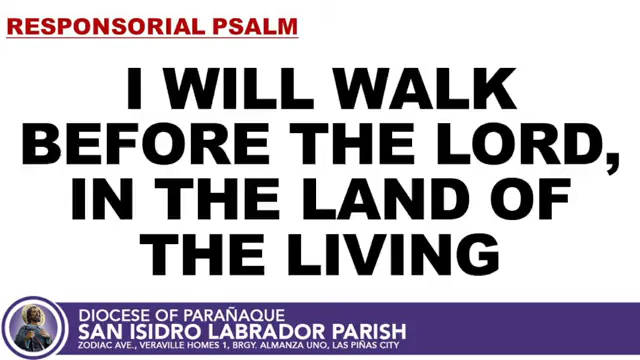 RESPONSORIAL PSALM
I WILL WALK
BEFORE THE LORD,
IN THE LAND OF
THE LIVING
DIOCESE OF PARAÑAQUE
SAN ISIDRO LABRADOR PARISH
ZODIAC AVE., VERAVILLE HOMES 1, BRGY. ALMANZA UNO, LAS PIÑAS CITY